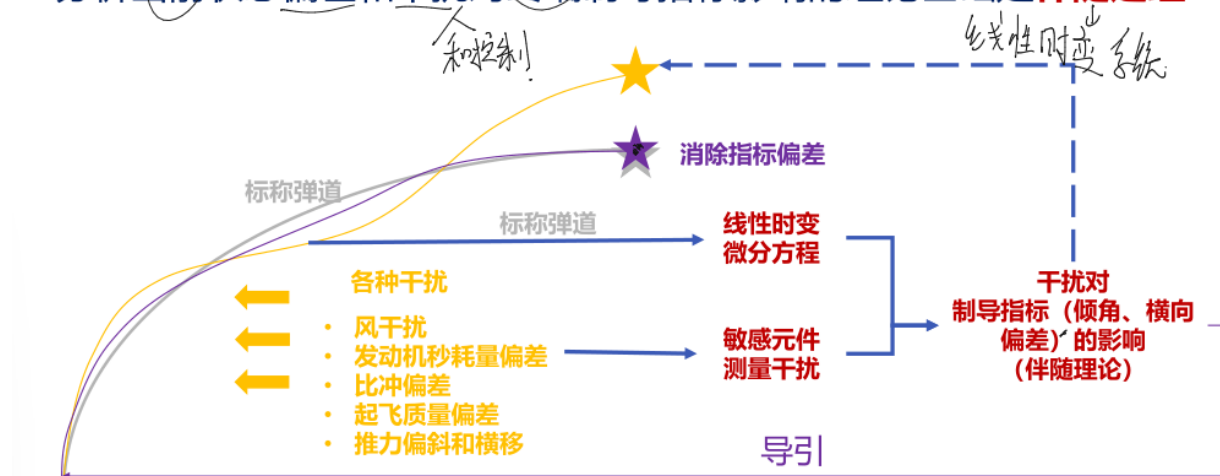 伴随定理
和控制
线性时变系统
消除指标偏差
标称弹道
标称弹道
线性时变
微分方程
各种干扰
• 风干扰
• 发动机秒耗量偏差
• 比冲偏差
• 起飞质量偏差
• 推力偏斜和横移
敏感元件
测量干扰
干扰对
制导指标（倾角、横向
偏差）的影响
（伴随理论）
导引